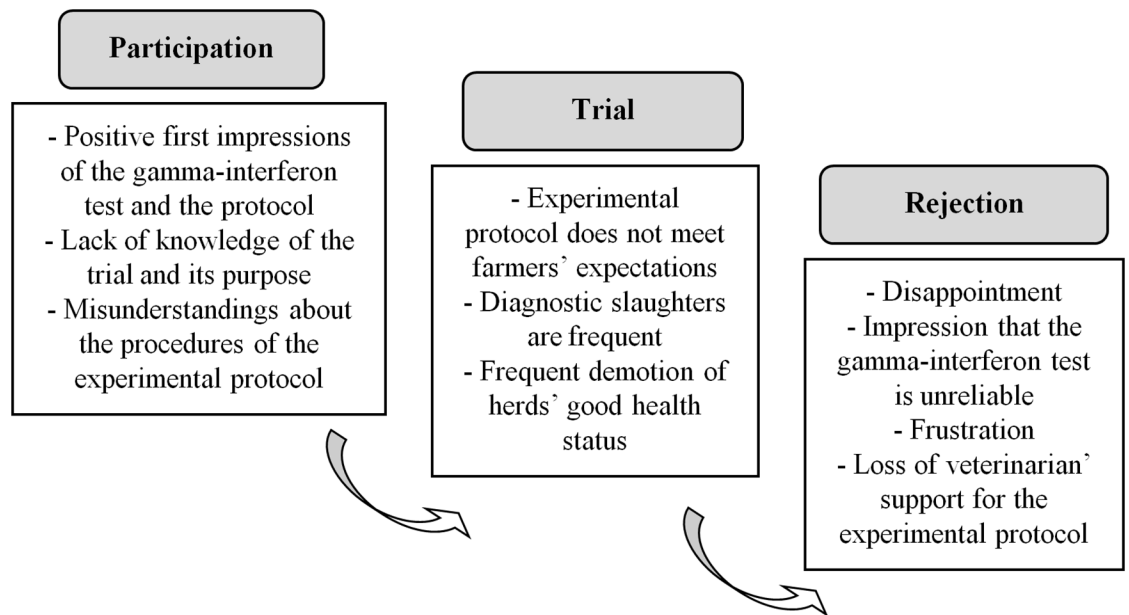 Participation
- Positive first impressions
of the gamma-interferon
test and the protocol
- Lack of knowledge of the
trial and its purpose
- Misunderstandings about
the procedures of the
experimental protocol
Trial
- Experimental
protocol does not meet
farmers’ expectations
- Diagnostic slaughters
are frequent
- Frequent demotion of
herds’ good health
status
Rejection
- Disappointment
- Impression that the
gamma-interferon test
is unreliable
- Frustration
- Loss of veterinarian’
support for the
experimental protocol